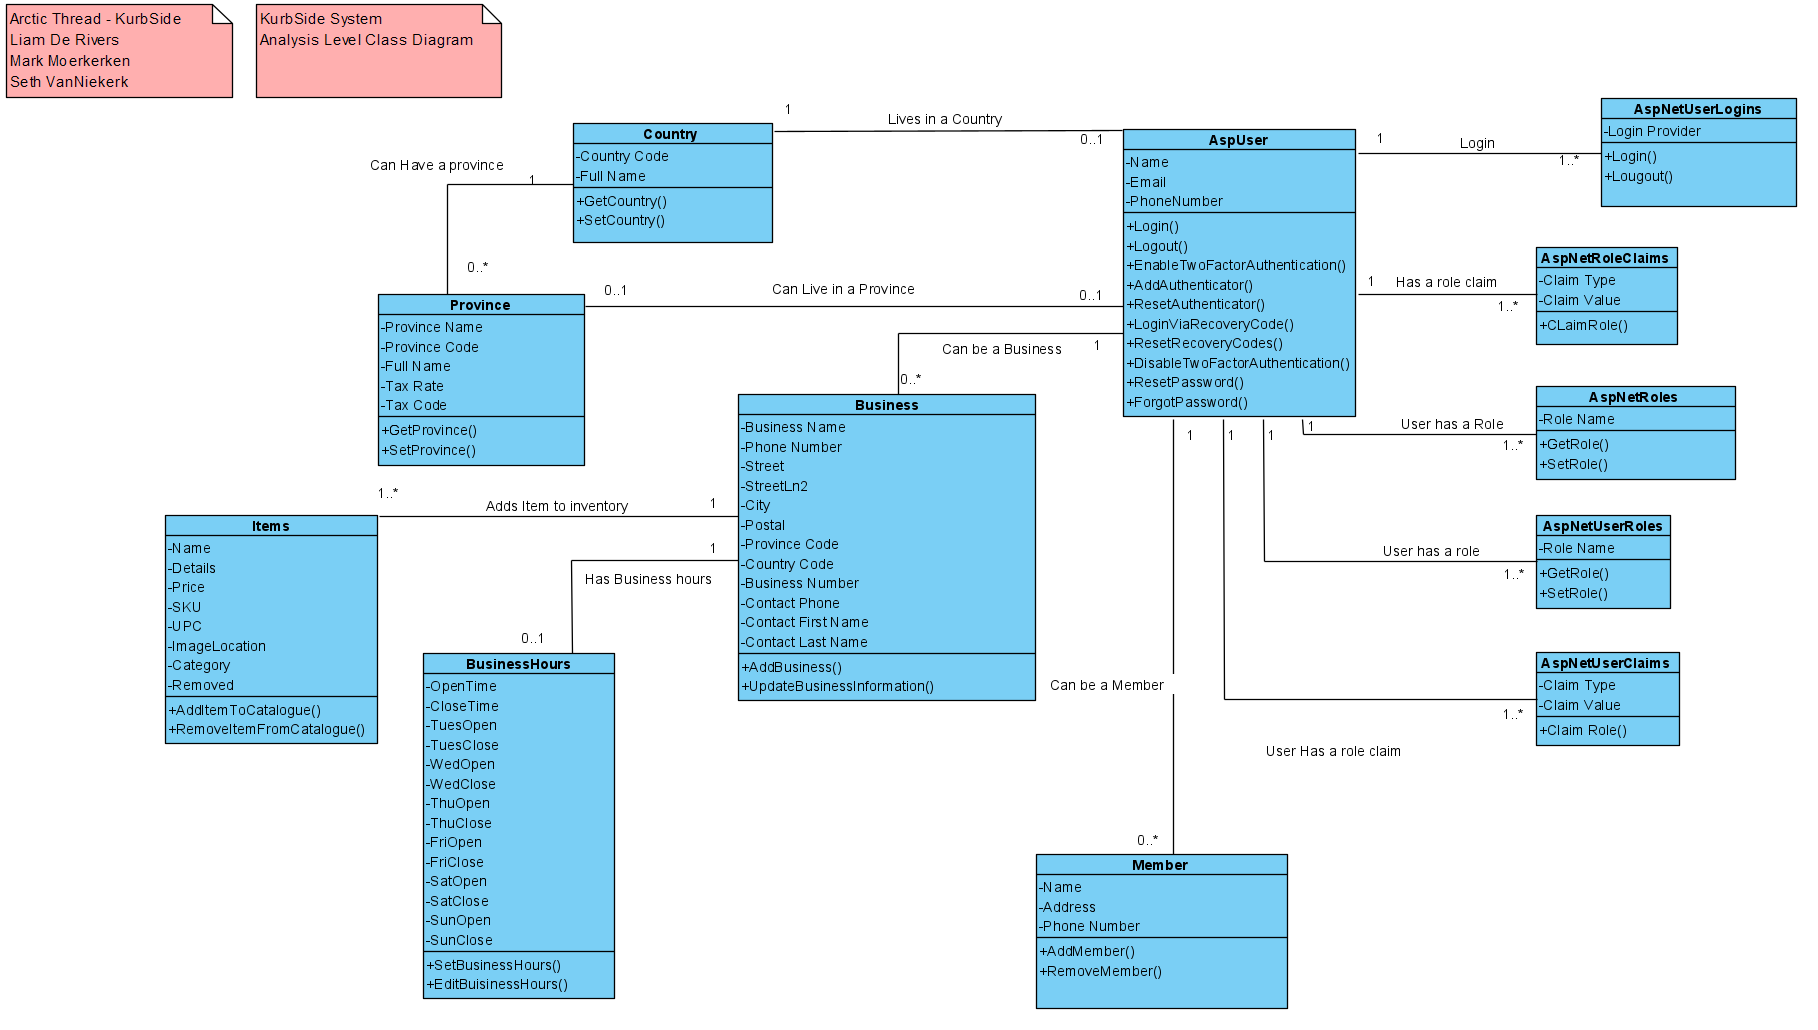 Arctic Thread - KurbSide
Liam De Rivers
Mark Moerkerken
Seth VanNiekerk
KurbSide System
Analysis Level Class Diagram
Country
-Country Code
-Full Name
+GetCountry()
+SetCountry()
1
Lives in a Country
0..1
Can Have a province
1
0..*
AspUser
-Name
-Email
-PhoneNumber
+Login()
+Logout()
+EnableTwoFactorAuthentication()
+AddAuthenticator()
+ResetAuthenticator()
+LoginViaRecoveryCode()
+ResetRecoveryCodes()
+DisableTwoFactorAuthentication()
+ResetPassword()
+ForgotPassword()
1
Login
1..*
AspNetUserLogins
-Login Provider
+Login()
+Lougout()
1
Has a role claim
1..*
AspNetRoleClaims
-Claim Type
-Claim Value
+CLaimRole()
Province
-Province Name
-Province Code
-Full Name
-Tax Rate
-Tax Code
+GetProvince()
+SetProvince()
0..1
Can Live in a Province
0..1
Can be a Business
1
0..*
Business
-Business Name
-Phone Number
-Street
-StreetLn2
-City
-Postal
-Province Code
-Country Code
-Business Number
-Contact Phone
-Contact First Name
-Contact Last Name
+AddBusiness()
+UpdateBusinessInformation()
1
1
1
1
User has a Role
1..*
AspNetRoles
-Role Name
+GetRole()
+SetRole()
User has a role
1..*
AspNetUserRoles
-Role Name
+GetRole()
+SetRole()
1..*
Adds Item to inventory
1
Items
-Name
-Details
-Price
-SKU
-UPC
-ImageLocation
-Category
-Removed
+AddItemToCatalogue()
+RemoveItemFromCatalogue()
1
Has Business hours
0..1
BusinessHours
-OpenTime
-CloseTime
-TuesOpen
-TuesClose
-WedOpen
-WedClose
-ThuOpen
-ThuClose
-FriOpen
-FriClose
-SatOpen
-SatClose
-SunOpen
-SunClose
+SetBusinessHours()
+EditBuisinessHours()
Can be a Member
0..*
1..*
User Has a role claim
AspNetUserClaims
-Claim Type
-Claim Value
+Claim Role()
Member
-Name
-Address
-Phone Number
+AddMember()
+RemoveMember()